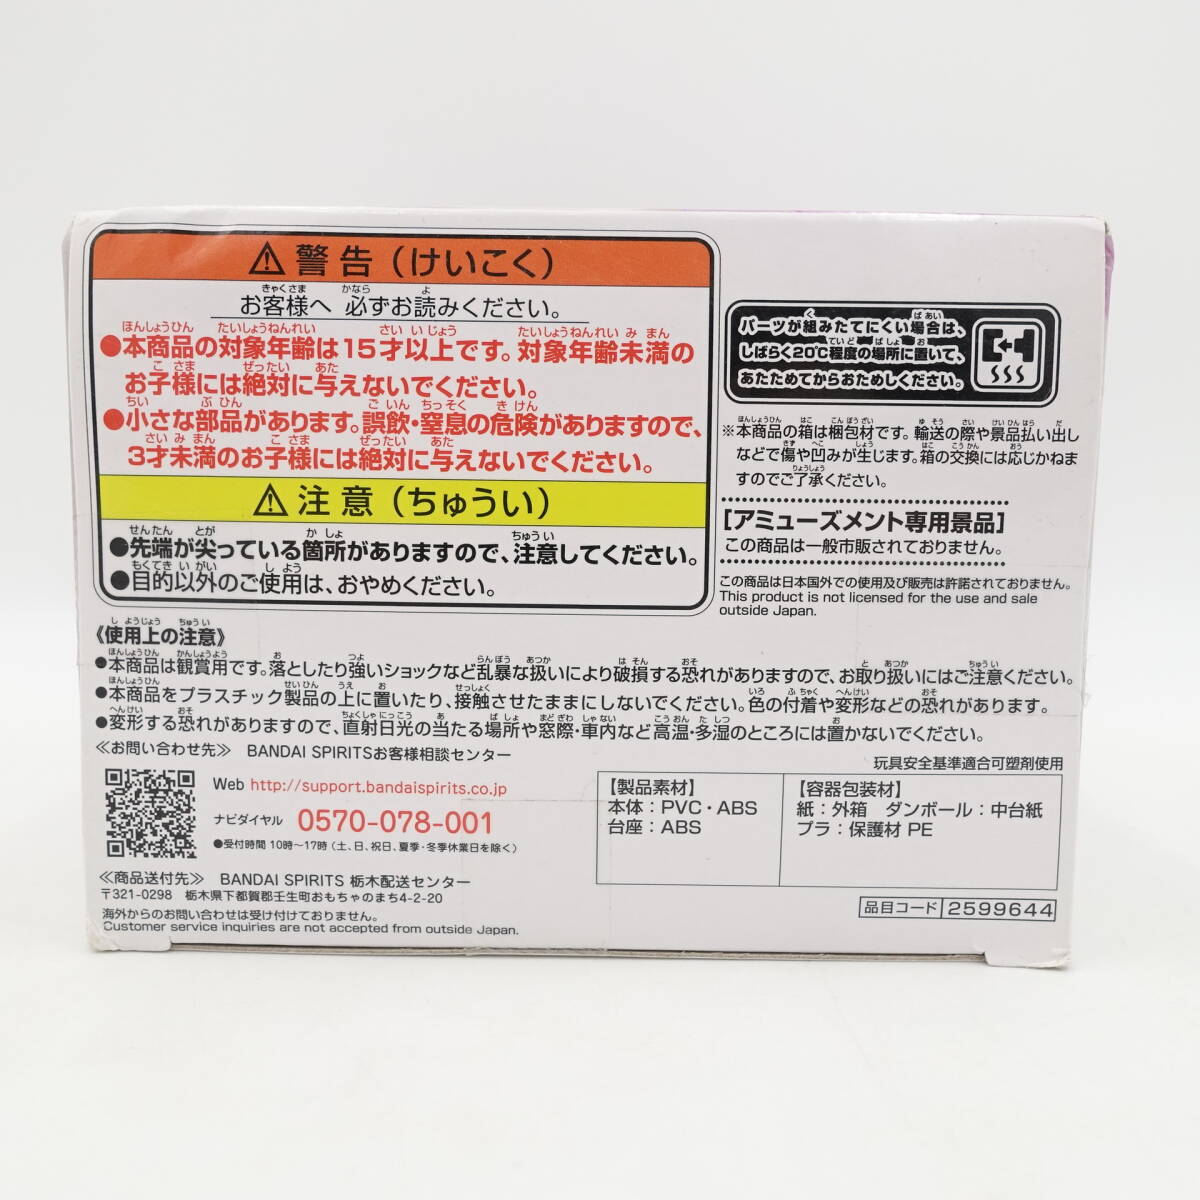 ⚠警告（けいこく）
お客様へ 必ずお読みください。
●本商品の対象年齢は15才以上です。対象年齢未満の
お子様には絶対に与えないでください。
●小さな部品があります。誤飲・窒息の危険がありますので、
3才未満のお子様には絶対に与えないでください。
⚠注意（ちゅうい）
●先端が尖っている箇所がありますので、注意してください。
●目的以外のご使用は、おやめください。
パーツが組みたてにくい場合は、
しばらく20℃程度の場所に置いて、
あたためてからおためしください。
※本商品の箱は梱包材です。輸送の際や景品払い出し
などで傷や凹みが生じます。箱の交換には応じかねま
すのでご了承ください。
［アミューズメント専用景品］
この商品は一般市販されておりません。
この商品は日本国外での使用及び販売は許諾されておりません。
This product is not licensed for the use and sale
outside Japan.
《使用上の注意》
●本商品は観賞用です。落としたり強いショックなど乱暴な扱いにより破損する恐れがありますので、お取り扱いにはご注意ください。
●本商品をプラスチック製品の上に置いたり、接触させたままにしないでください。色の付着や変形などの恐れがあります。
●変形する恐れがありますので、直射日光の当たる場所や窓際・車内など高温・多湿のところには置かないでください。
≪お問い合わせ先≫ BANDAI SPIRITSお客様相談センター
玩具安全基準適合可塑剤使用
Web http://support.bandaispirits.co.jp
ナビダイヤル 0570-078-001
●受付時間 10時～17時（土、日、祝日、夏季・冬季休業日を除く）
【製品素材】
本体：PVC・ABS
台座：ABS
【容器包装材】
紙：外箱 ダンボール：中台紙
プラ：保護材 PE
≪商品送付先≫ BANDAI SPIRITS 栃木配送センター
〒321-0298 栃木県下都賀郡壬生町おもちゃのまち4-2-20
海外からのお問い合わせは受け付けておりません。
Customer service inquiries are not accepted from outside Japan.
品目コード 2599644